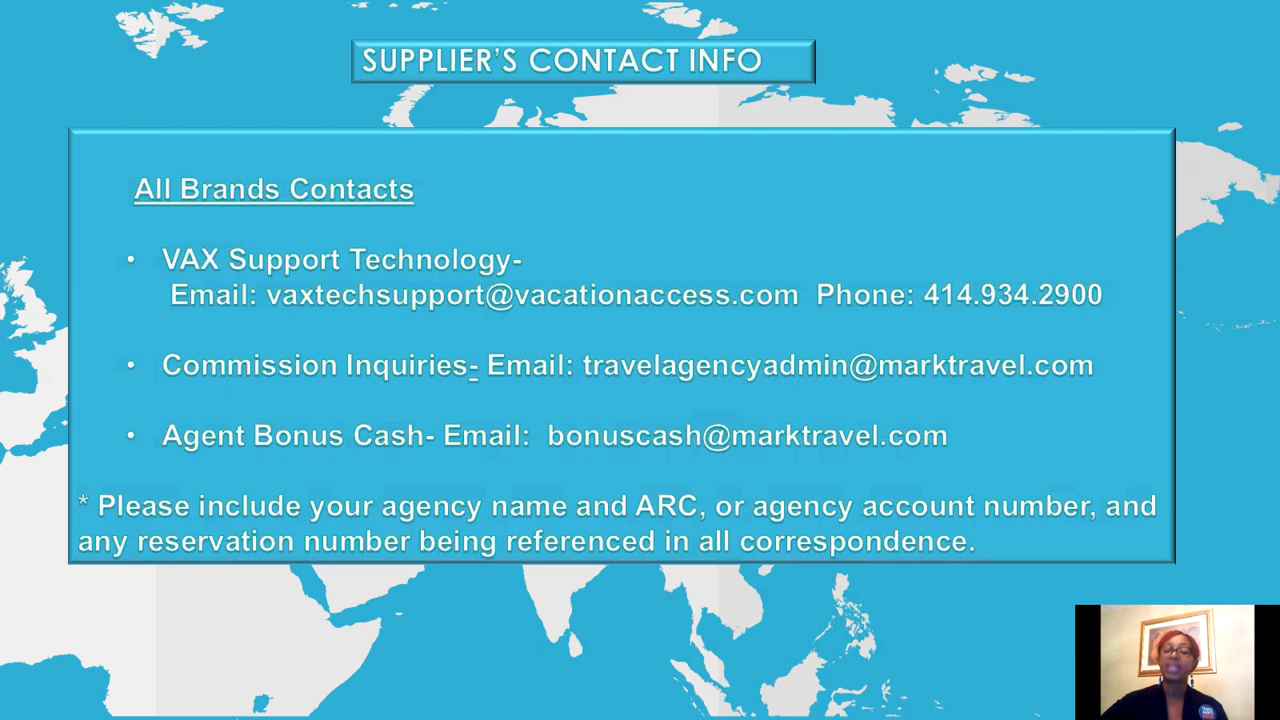 SUPPLIER'S CONTACT INFO
All Brands Contacts
• VAX Support Technology-
Email: vaxtechsupport@vacationaccess.com Phone: 414.934.2900
• Commission Inquiries- Email: travelagencyadmin@marktravel.com
• Agent Bonus Cash- Email: bonuscash@marktravel.com
* Please include your agency name and ARC, or agency account number, and
any reservation number being referenced in all correspondence.